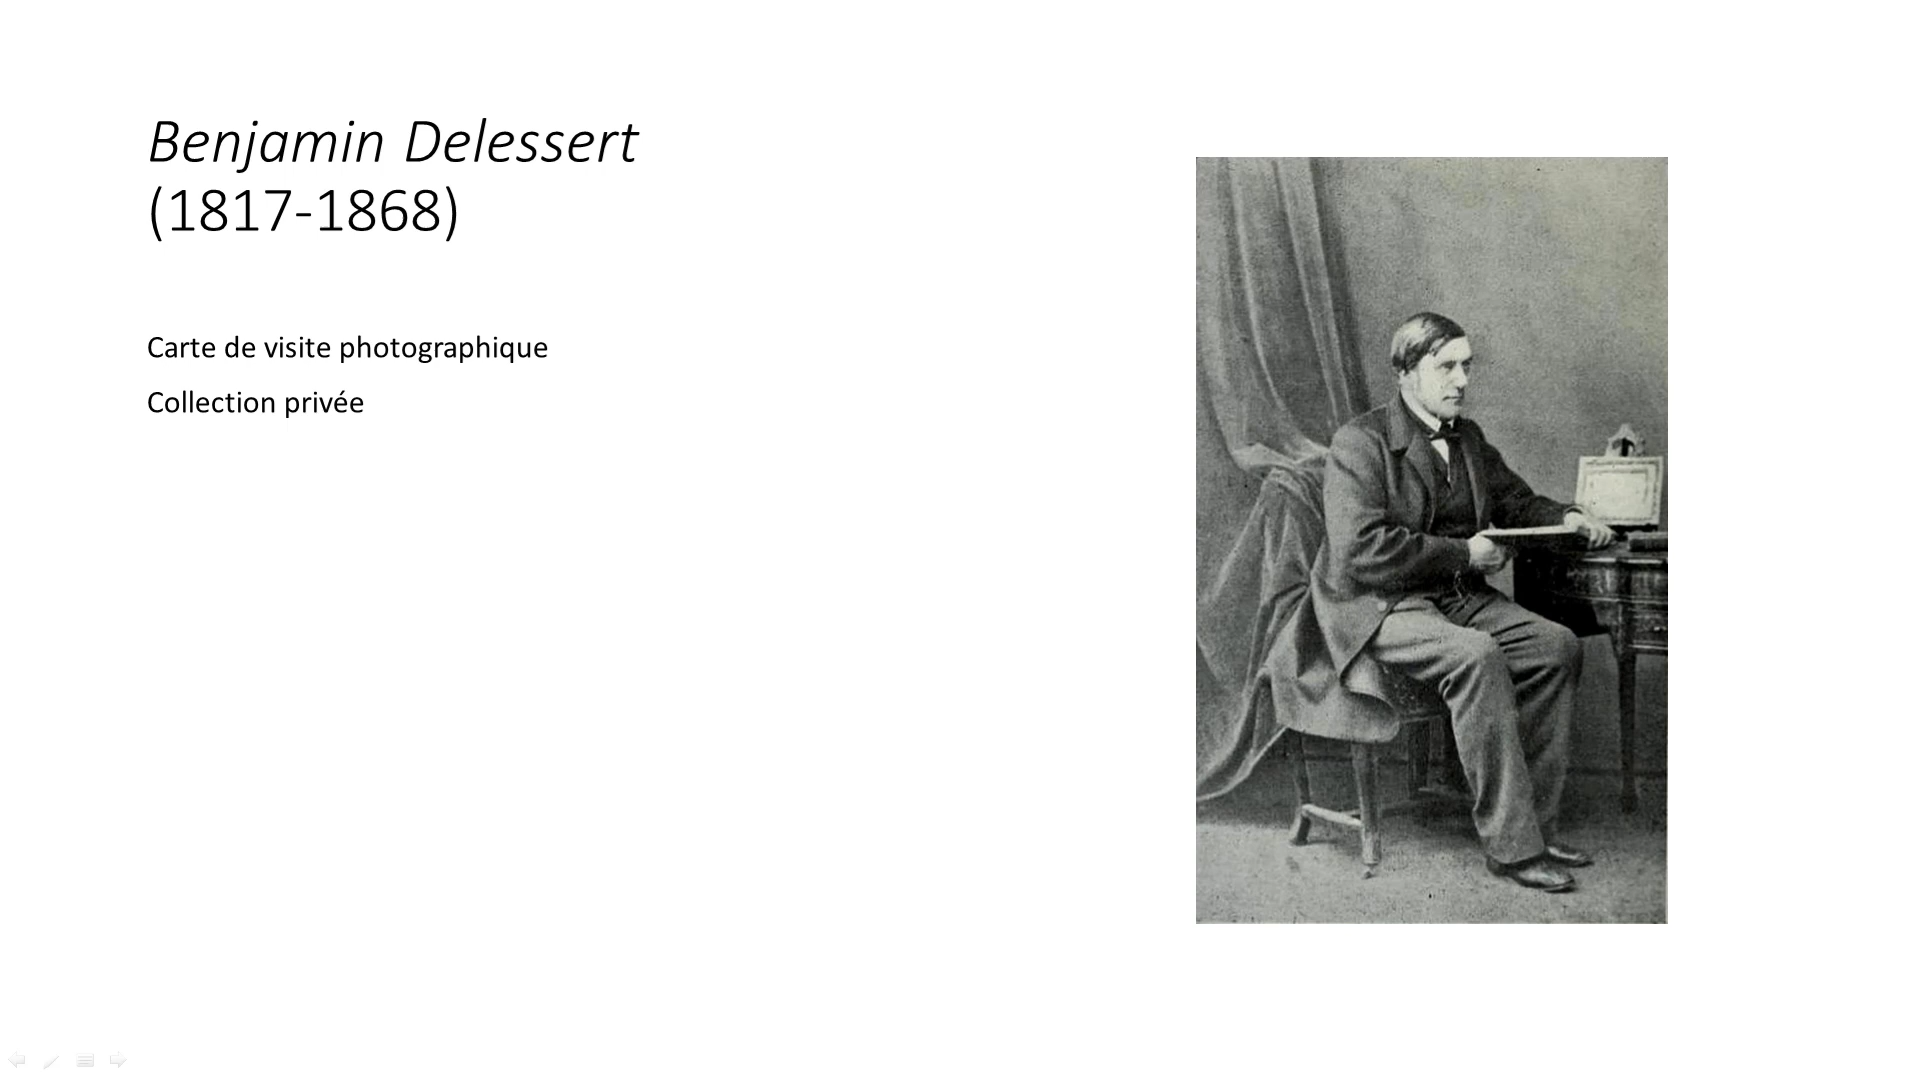 Benjamin Delessert
(1817-1868)
Carte de visite photographique
Collection privée